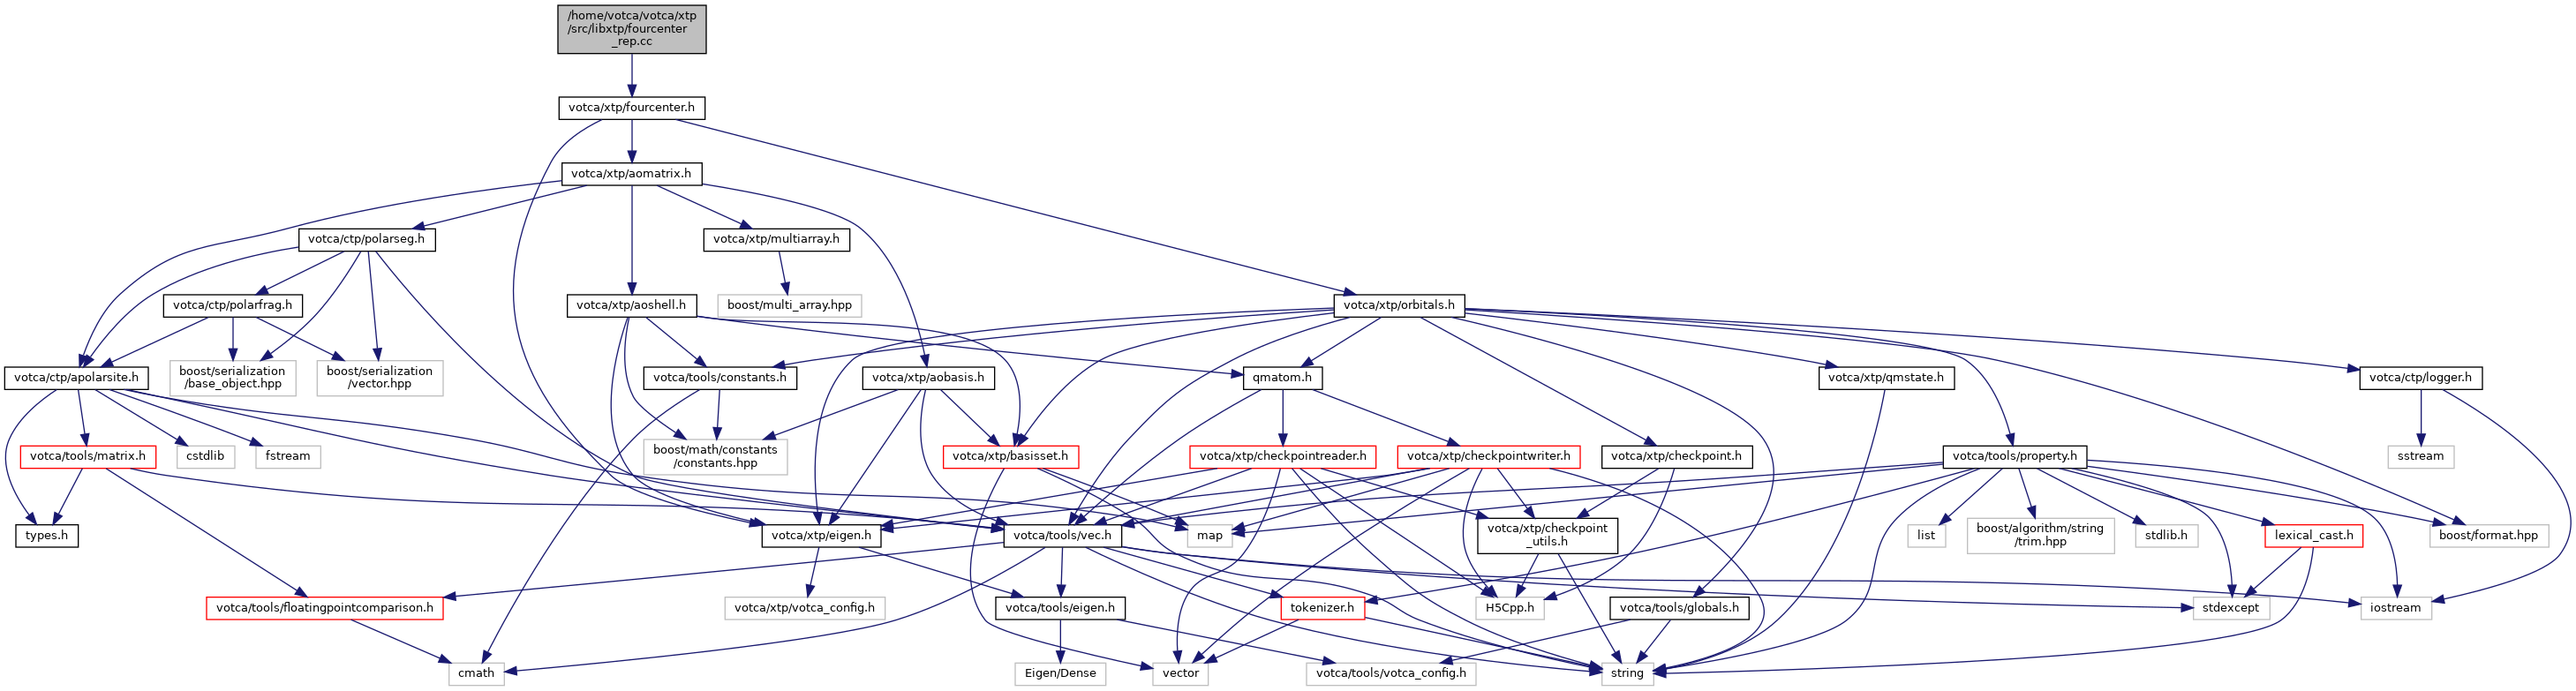 /home/votca/votca/xtp
/src/libxtp/fourcenter
_rep.cc
votca/xtp/fourcenter.h
votca/xtp/aomatrix.h
votca/ctp/polarseg.h
votca/xtp/multiarray.h
votca/ctp/polarfrag.h
votca/xtp/aoshell.h
boost/multi_array.hpp
votca/xtp/orbitals.h
votca/ctp/apolarsite.h
boost/serialization
/base_object.hpp
boost/serialization
/vector.hpp
votca/tools/constants.h
votca/xtp/aobasis.h
qmatom.h
votca/xtp/qmstate.h
votca/ctp/logger.h
votca/tools/matrix.h
cstdlib
fstream
boost/math/constants
/constants.hpp
votca/xtp/basisset.h
votca/xtp/checkpointreader.h
votca/xtp/checkpointwriter.h
votca/xtp/checkpoint.h
votca/tools/property.h
sstream
types.h
votca/xtp/eigen.h
votca/tools/vec.h
map
votca/xtp/checkpoint
_utils.h
list
boost/algorithm/string
/trim.hpp
stdlib.h
lexical_cast.h
boost/format.hpp
votca/tools/floatingpointcomparison.h
votca/xtp/votca_config.h
votca/tools/eigen.h
tokenizer.h
H5Cpp.h
votca/tools/globals.h
stdexcept
iostream
cmath
Eigen/Dense
vector
votca/tools/votca_config.h
string